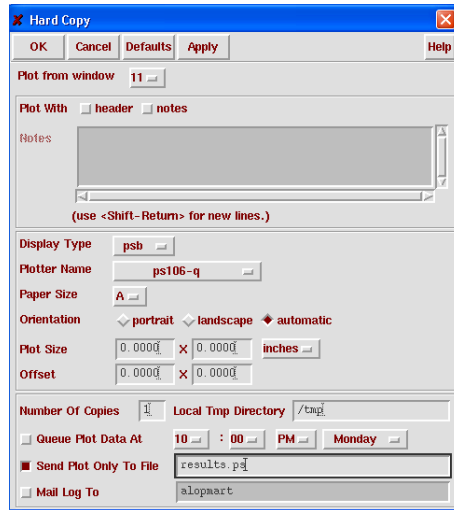 Hard Copy
OK Cancel Defaults Apply Help
Plot from window 11
Plot With header notes
Notes
(use <Shift-Return> for new lines.)
Display Type psb
Plotter Name ps106-q
Paper Size A
Orientation portrait landscape automatic
Plot Size 0.0000 X 0.0000 inches
Offset 0.0000 X 0.0000
Number Of Copies 1 Local Tmp Directory /tmp
Queue Plot Data At 10 : 00 PM Monday
Send Plot Only To File results.ps
Mail Log To alopmart